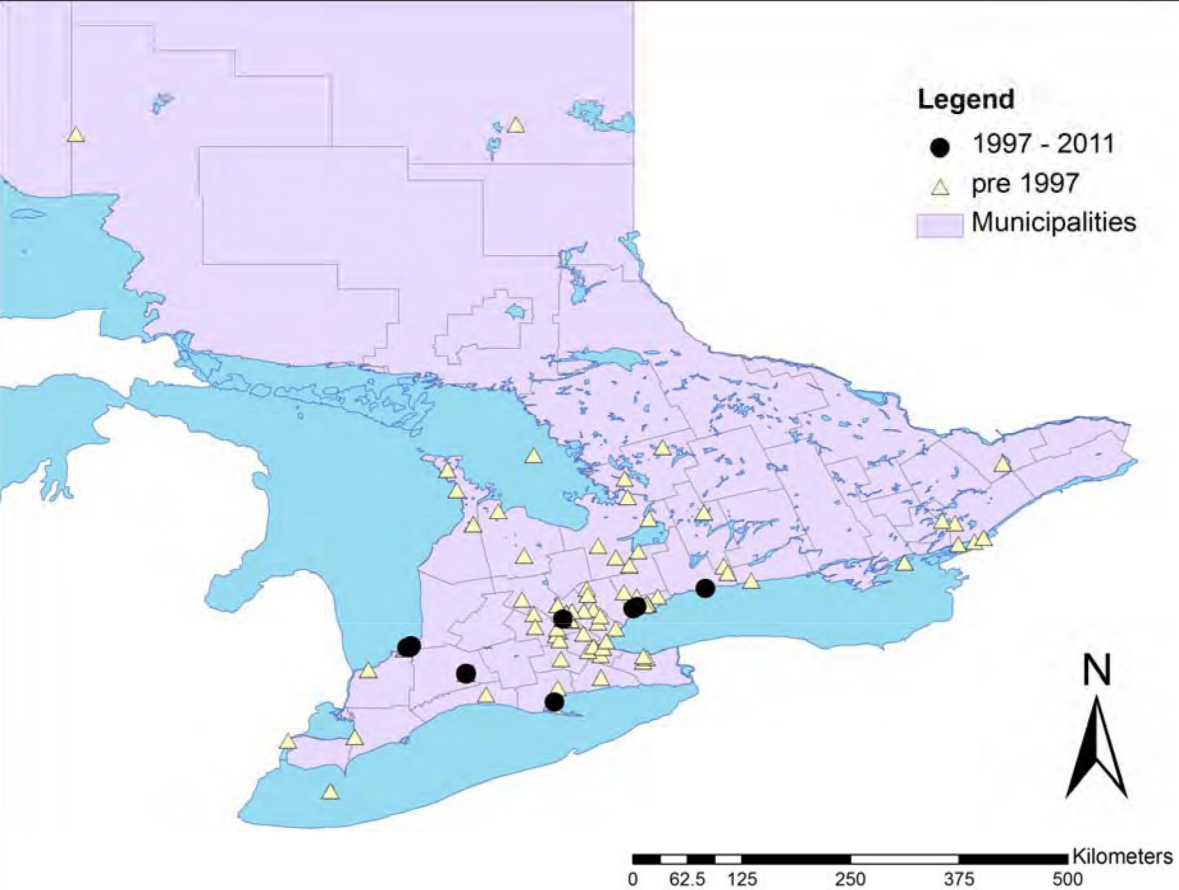 Legend
1997 - 2011
pre 1997
Municipalities
N
Kilometers
0 62.5 125 250 375 500